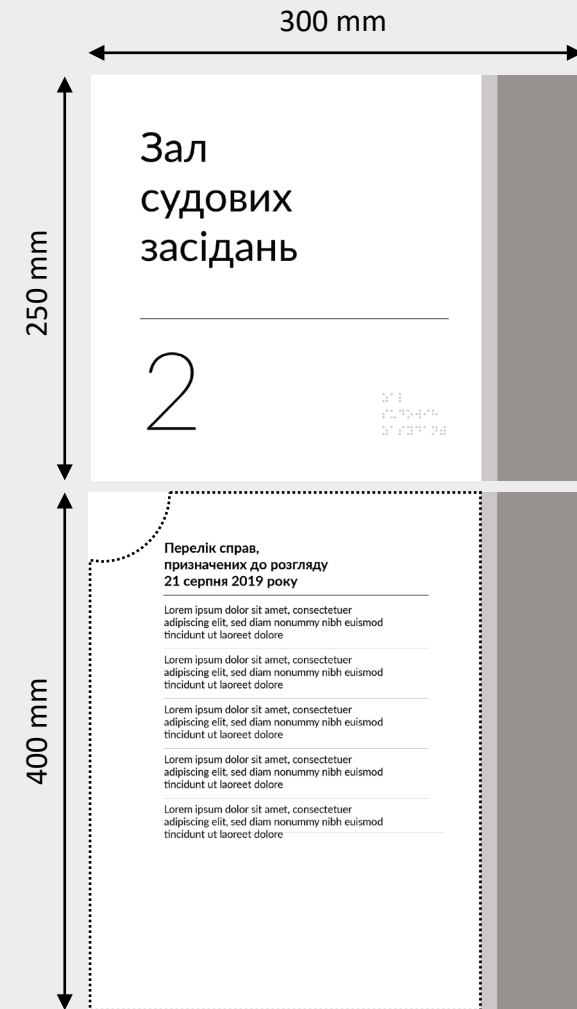 300 mm
250 mm
Зал
судових
засідань
2
400 mm
Перелік справ,
призначених до розгляду
21 серпня 2019 року
Lorem ipsum dolor sit amet, consectetuer
adipiscing elit, sed diam nonummy nibh euismod
tincidunt ut laoreet dolore
Lorem ipsum dolor sit amet, consectetuer
adipiscing elit, sed diam nonummy nibh euismod
tincidunt ut laoreet dolore
Lorem ipsum dolor sit amet, consectetuer
adipiscing elit, sed diam nonummy nibh euismod
tincidunt ut laoreet dolore
Lorem ipsum dolor sit amet, consectetuer
adipiscing elit, sed diam nonummy nibh euismod
tincidunt ut laoreet dolore
Lorem ipsum dolor sit amet, consectetuer
adipiscing elit, sed diam nonummy nibh euismod
tincidunt ut laoreet dolore